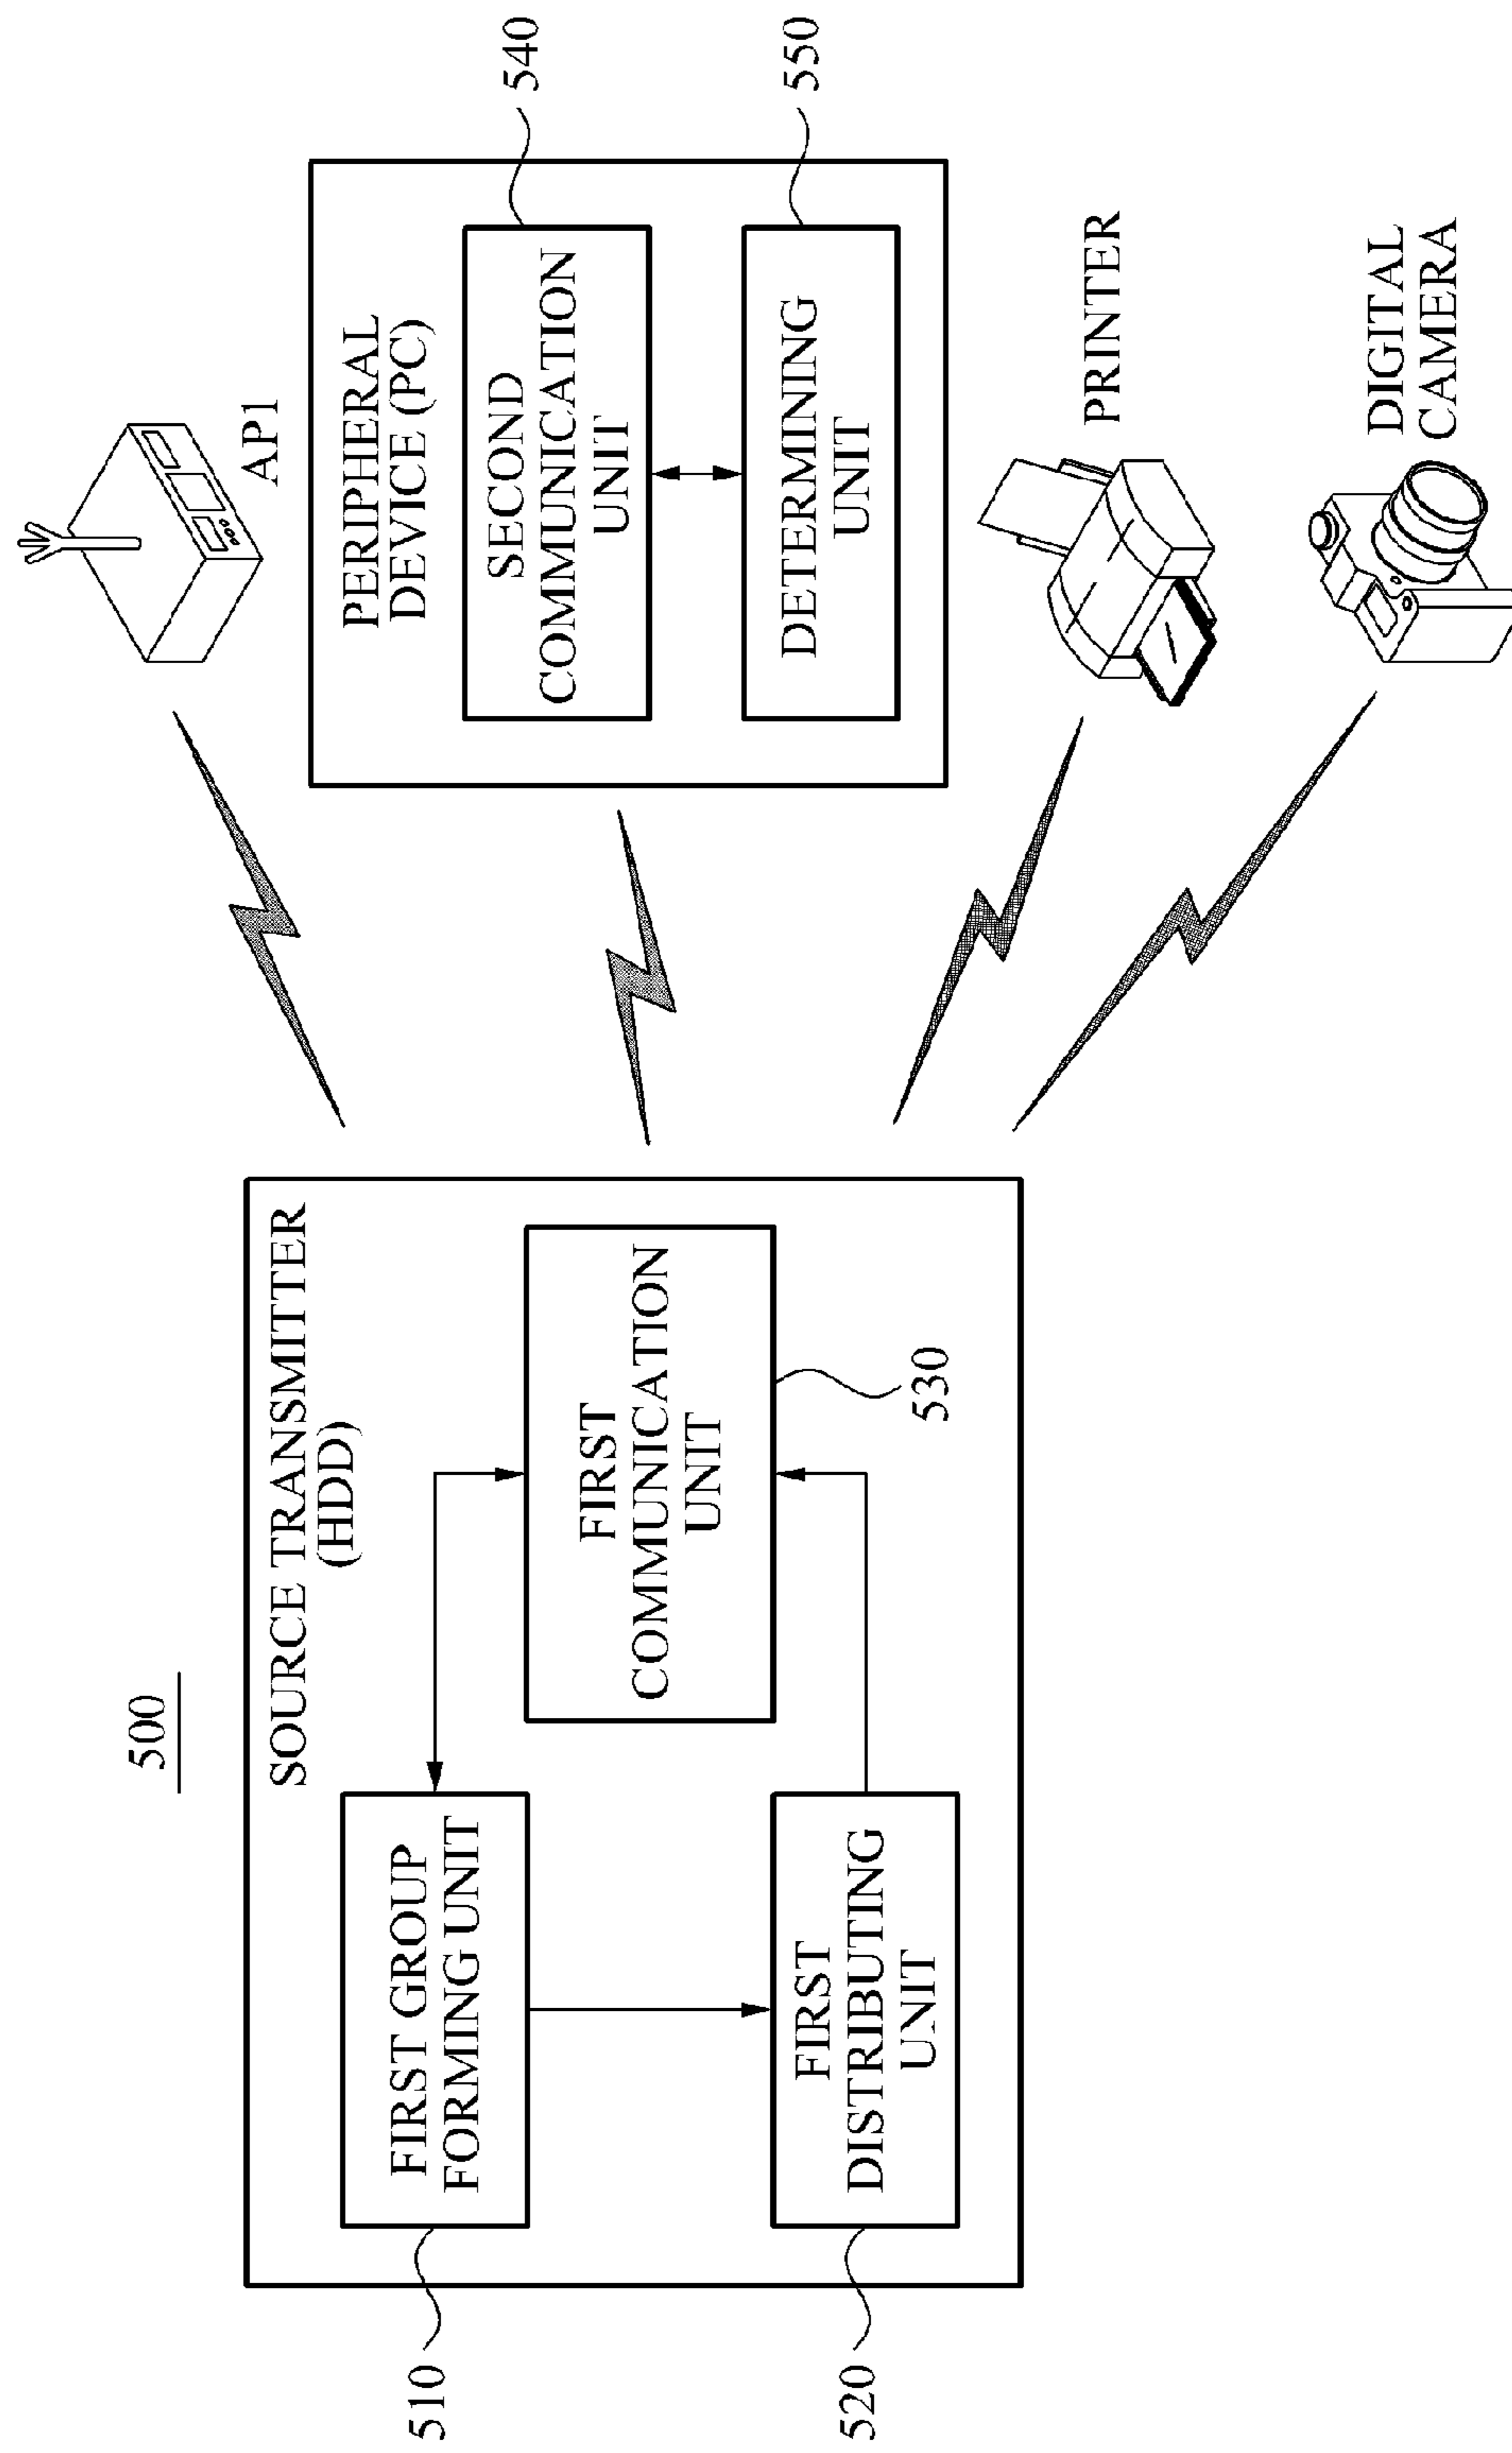 500
SOURCE TRANSMITTER
(HDD)
FIRST GROUP
FORMING UNIT
510
FIRST
DISTRIBUTING
UNIT
520
FIRST
COMMUNICATION
UNIT
530
AP1
PERIPHERAL
DEVICE (PC)
SECOND
COMMUNICATION
UNIT
540
DETERMINING
UNIT
550
PRINTER
DIGITAL
CAMERA